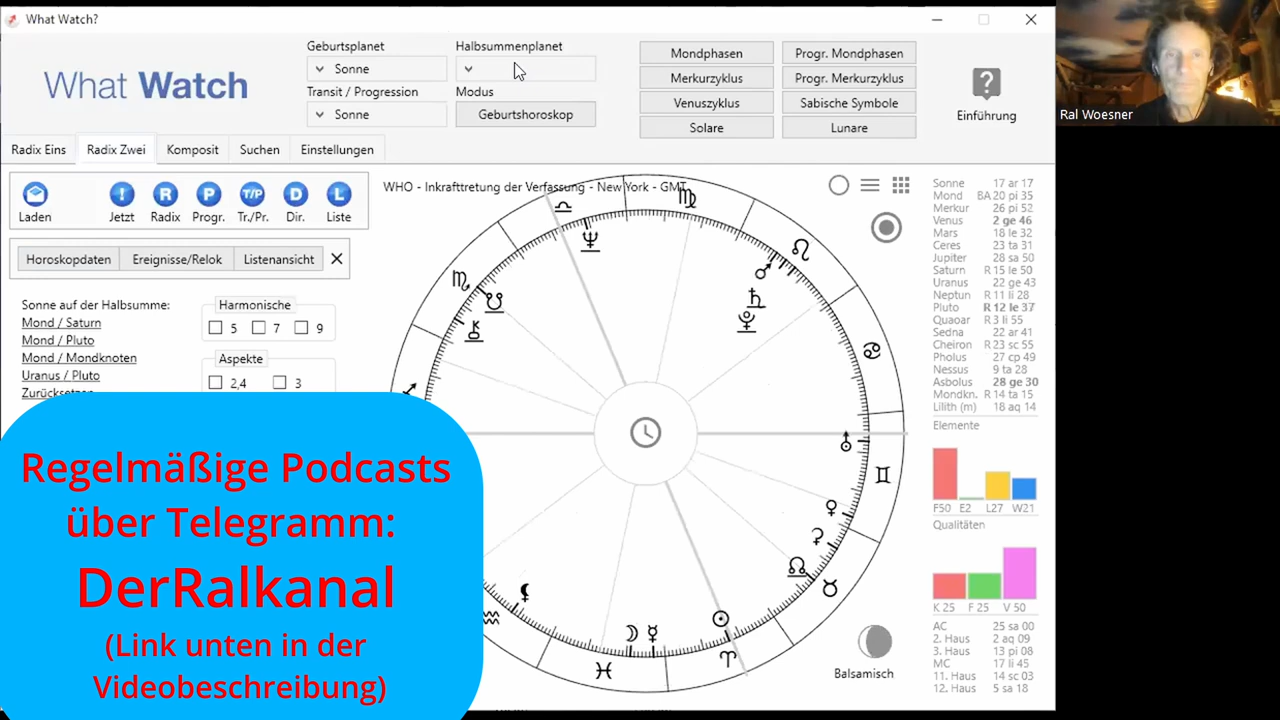 What Watch?
What Watch
Geburtsplanet
Sonne
Transit / Progression
Sonne
Halbsummenplanet
Modus
Geburtshoroskop
Mondphasen
Merkurzyklus
Venuszyklus
Solare
Progr. Mondphasen
Progr. Merkurzyklus
Sabische Symbole
Lunare
Einführung
Ral Woesner
Radix Eins
Radix Zwei
Komposit
Suchen
Einstellungen
Laden
Jetzt
Radix
Progr.
Tr./Pr.
Dir.
Liste
Horoskopdaten
Ereignisse/Relok
Listenansicht
WHO - Inkrafttretung der Verfassung - New York - GMT
Sonne auf der Halbsumme:
Mond / Saturn
Mond / Pluto
Mond / Mondknoten
Uranus / Pluto
Zurücksetzen
Harmonische
5 7 9
Aspekte
2,4 3
Sonne 17 ar 17
Mond BA 20 pi 35
Merkur 26 pi 52
Venus 2 ge 46
Mars 18 le 32
Ceres 23 ta 31
Jupiter 28 sa 50
Saturn R 15 le 50
Uranus 22 ge 43
Neptun R 11 li 28
Pluto R 12 le 37
Quaoar R 3 li 55
Sedna 22 ar 41
Cheiron R 23 sc 55
Pholus 27 cp 49
Nessus 9 ta 28
Asbolus 28 ge 30
Mondkn. R 14 ta 15
Lilith (m) 18 aq 14
Elemente
F50 E2 L27 W21
Qualitäten
K 25 F 25 V 50
AC 25 sa 00
2. Haus 2 aq 09
3. Haus 13 pi 08
MC 17 li 45
11. Haus 14 sc 03
12. Haus 5 sa 18
Balsamisch
Regelmäßige Podcasts
über Telegramm:
DerRalkanal
(Link unten in der
Videobeschreibung)